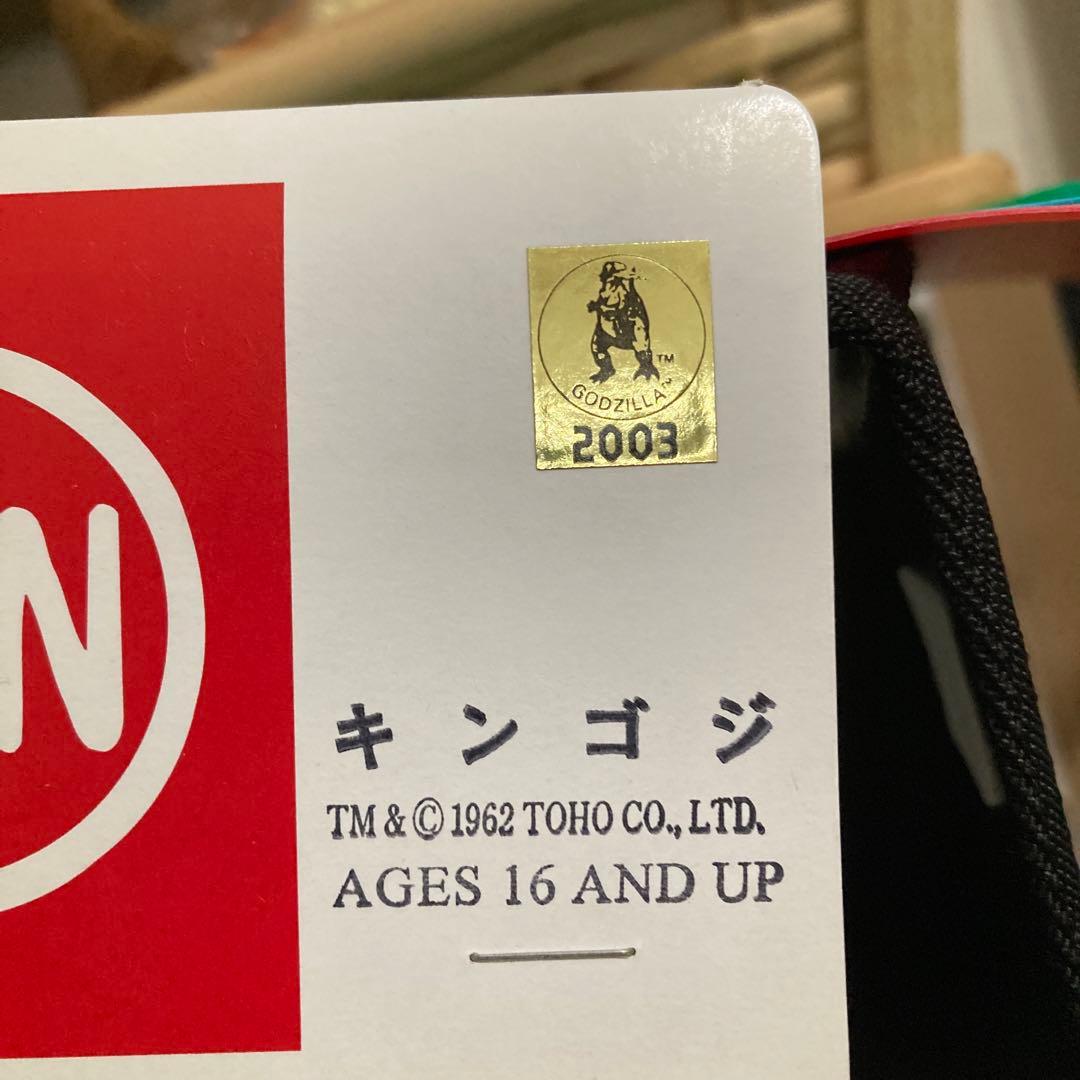 TM
GODZILLA™
2003
N
キンゴジ
TM & © 1962 TOHO CO., LTD.
AGES 16 AND UP